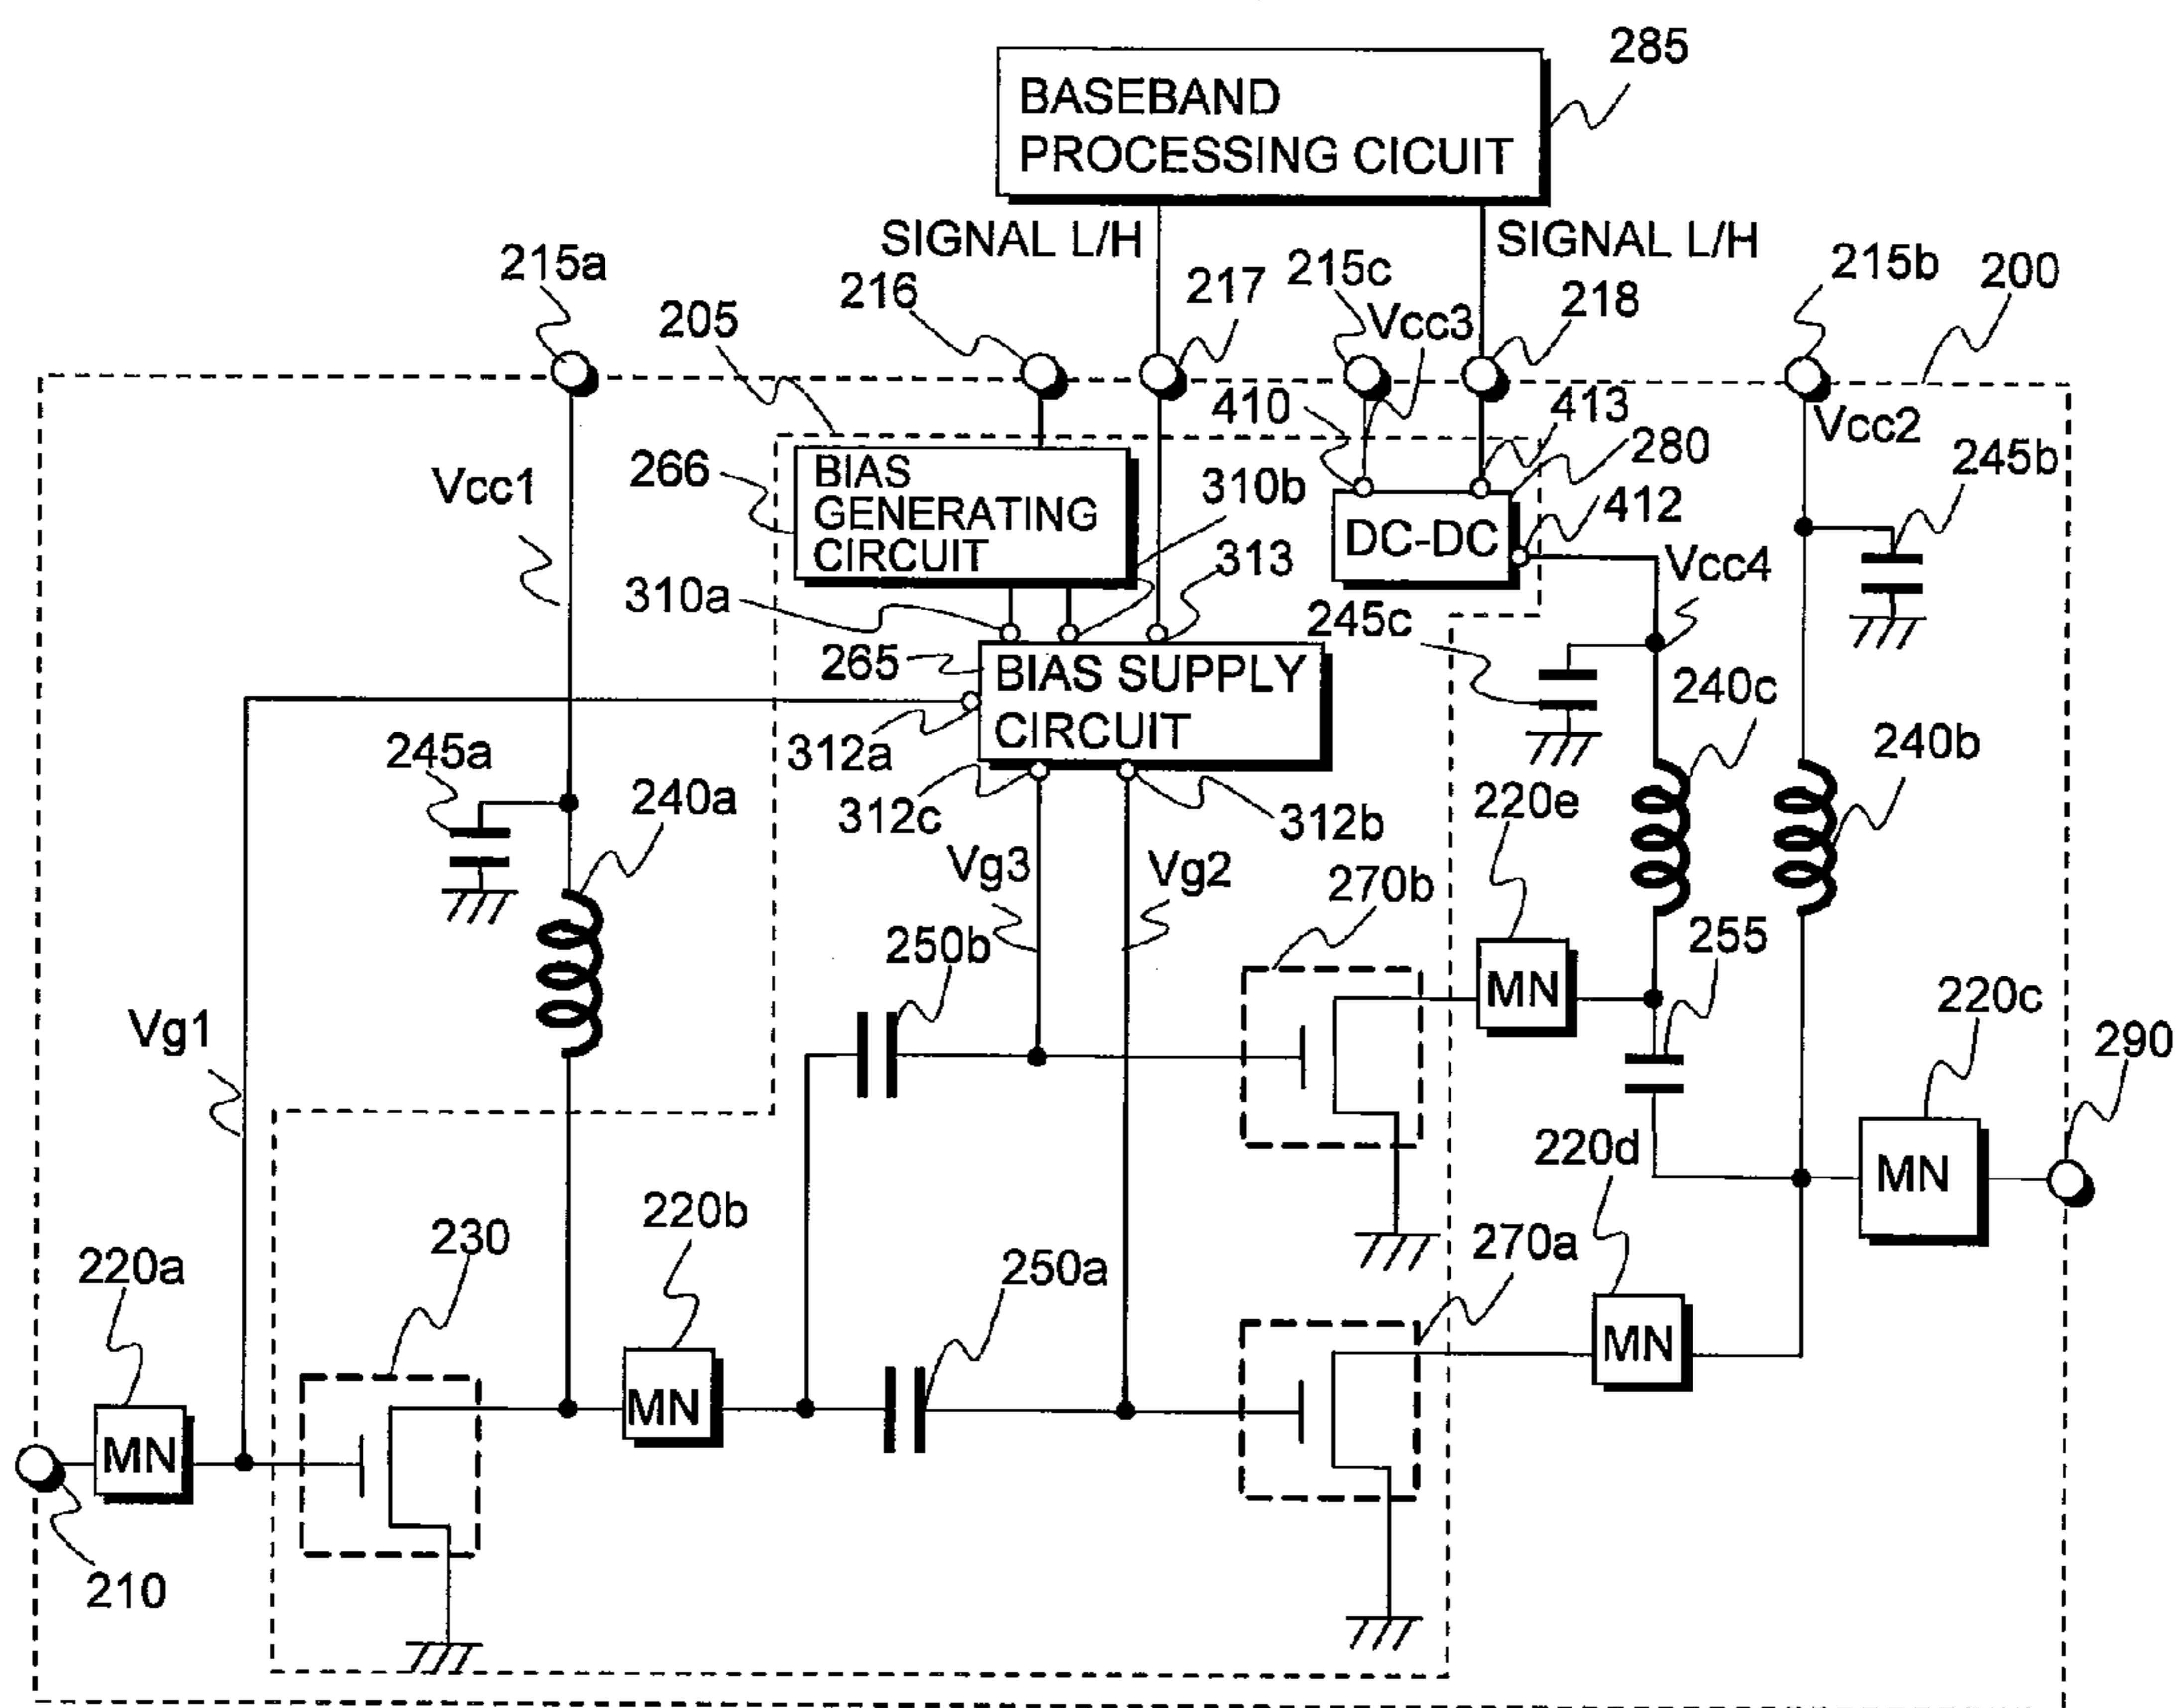 285
BASEBAND
PROCESSING CICUIT
SIGNAL L/H
SIGNAL L/H
215a
216
205
217
215c
Vcc3
218
215b
200
410
413
Vcc2
Vcc1
266
BIAS
GENERATING
CIRCUIT
310b
280
245b
412
DC-DC
313
Vcc4
310a
245c
265
BIAS SUPPLY
CIRCUIT
240c
312a
245a
240a
312c
312b
220e
240b
Vg3
Vg2
270b
250b
255
MN
220c
Vg1
290
220d
MN
220b
230
250a
270a
220a
MN
MN
MN
210